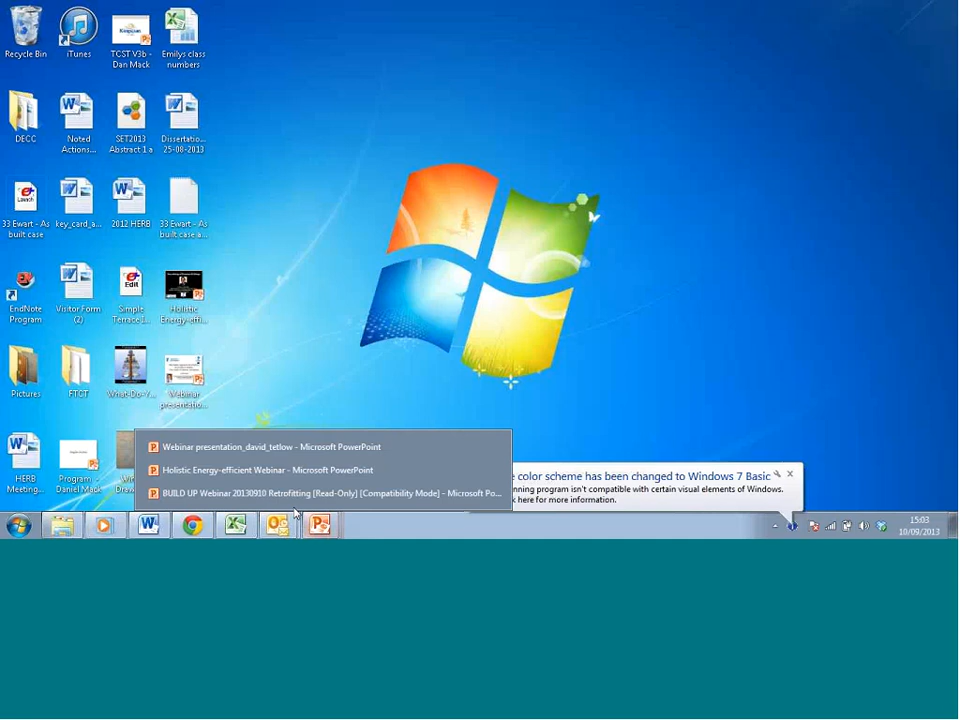 Recycle Bin
iTunes
TCST V3b -
Dan Mack
Emilys class
numbers
DECC
Noted
Actions...
SET2013
Abstract 1 a
Dissertatio...
25-08-2013
33 Ewart - As
built case
key_card_a...
2012 HERB
33 Ewart - As
built case a...
EndNote
Program
Visitor Form
(2)
Edit
Simple
Terrace I...
Holistic
Energy-effi...
Pictures
FTCT
What-Do-Y...
Webinar
presentatio...
HERB
Meeting...
Program -
Daniel Mack
Webinar presentation_david_tetlow - Microsoft PowerPoint
Holistic Energy-efficient Webinar - Microsoft PowerPoint
BUILD UP Webinar 20130910 Retrofitting [Read-Only] [Compatibility Mode] - Microsoft Po...
color scheme has been changed to Windows 7 Basic
nning program isn't compatible with certain visual elements of Windows.
here for more information.
15:03
10/09/2013